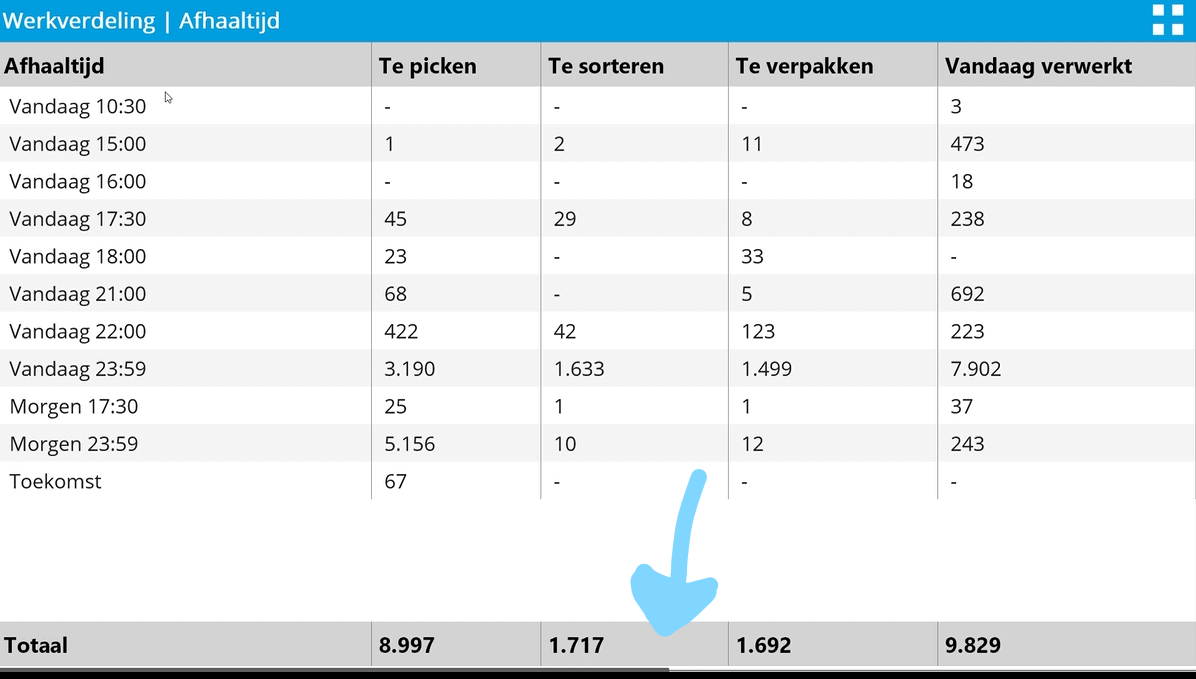 Werkverdeling | Afhaaltijd
Afhaaltijd Te picken Te sorteren Te verpakken Vandaag verwerkt
Vandaag 10:30 - - - 3
Vandaag 15:00 1 2 11 473
Vandaag 16:00 - - - 18
Vandaag 17:30 45 29 8 238
Vandaag 18:00 23 - 33 -
Vandaag 21:00 68 - 5 692
Vandaag 22:00 422 42 123 223
Vandaag 23:59 3.190 1.633 1.499 7.902
Morgen 17:30 25 1 1 37
Morgen 23:59 5.156 10 12 243
Toekomst 67 - - -
Totaal 8.997 1.717 1.692 9.829